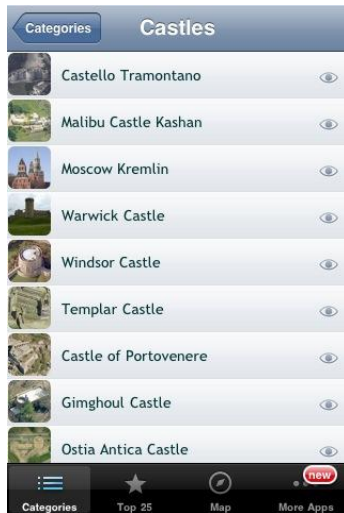 Categories
Castles
Castello Tramontano
Malibu Castle Kashan
Moscow Kremlin
Warwick Castle
Windsor Castle
Templar Castle
Castle of Portovenere
Gimghoul Castle
Ostia Antica Castle
new
Categories
Top 25
Map
More Apps